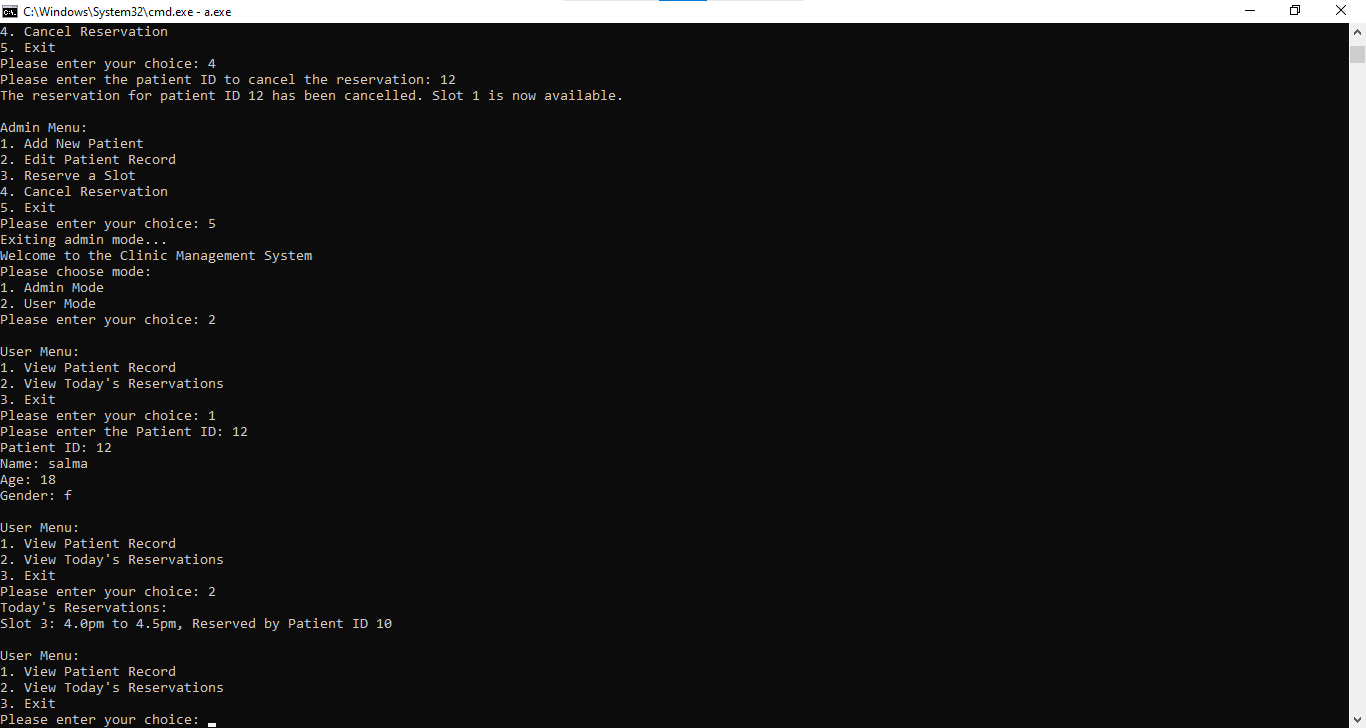 C:\Windows\System32\cmd.exe - a.exe
4. Cancel Reservation
5. Exit
Please enter your choice: 4
Please enter the patient ID to cancel the reservation: 12
The reservation for patient ID 12 has been cancelled. Slot 1 is now available.
Admin Menu:
1. Add New Patient
2. Edit Patient Record
3. Reserve a Slot
4. Cancel Reservation
5. Exit
Please enter your choice: 5
Exiting admin mode...
Welcome to the Clinic Management System
Please choose mode:
1. Admin Mode
2. User Mode
Please enter your choice: 2
User Menu:
1. View Patient Record
2. View Today's Reservations
3. Exit
Please enter your choice: 1
Please enter the Patient ID: 12
Patient ID: 12
Name: salma
Age: 18
Gender: f
User Menu:
1. View Patient Record
2. View Today's Reservations
3. Exit
Please enter your choice: 2
Today's Reservations:
Slot 3: 4.0pm to 4.5pm, Reserved by Patient ID 10
User Menu:
1. View Patient Record
2. View Today's Reservations
3. Exit
Please enter your choice: